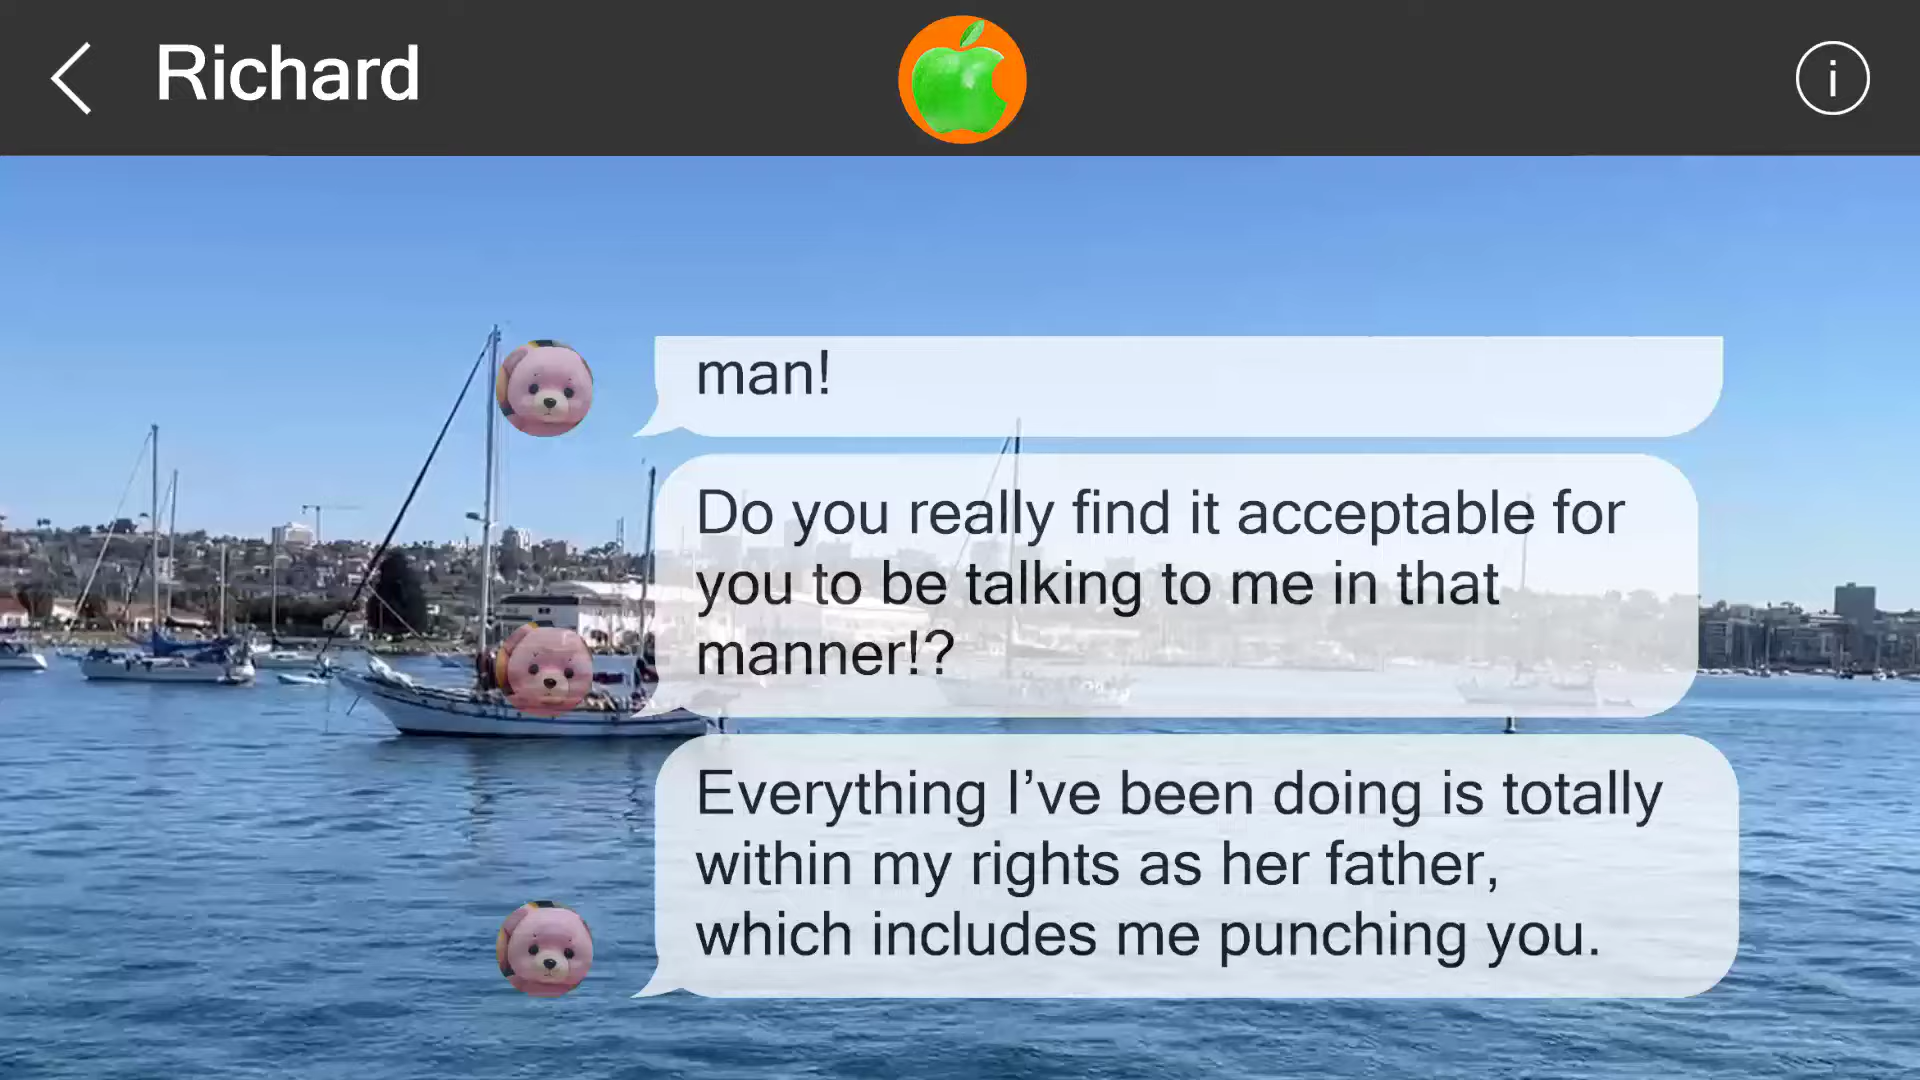 Richard
i
man!
Do you really find it acceptable for
you to be talking to me in that
manner!?
Everything I’ve been doing is totally
within my rights as her father,
which includes me punching you.